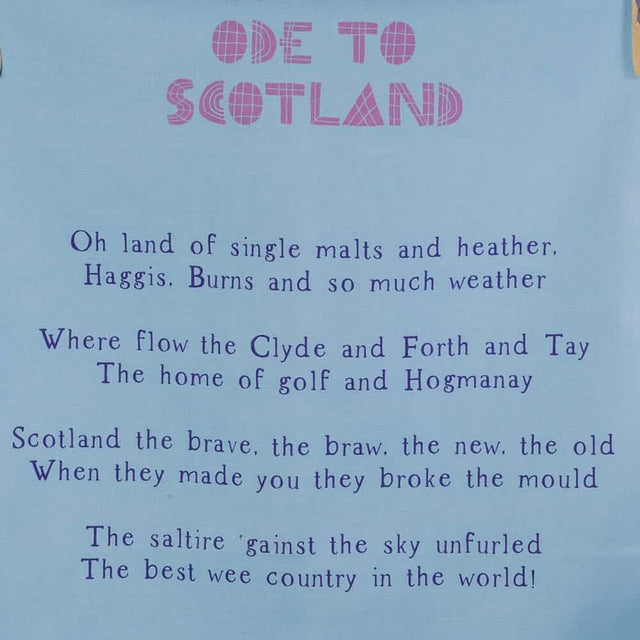 ODE TO
SCOTLAND
Oh land of single malts and heather,
Haggis, Burns and so much weather
Where flow the Clyde and Forth and Tay
The home of golf and Hogmanay
Scotland the brave, the braw, the new, the old
When they made you they broke the mould
The saltire 'gainst the sky unfurled
The best wee country in the world!